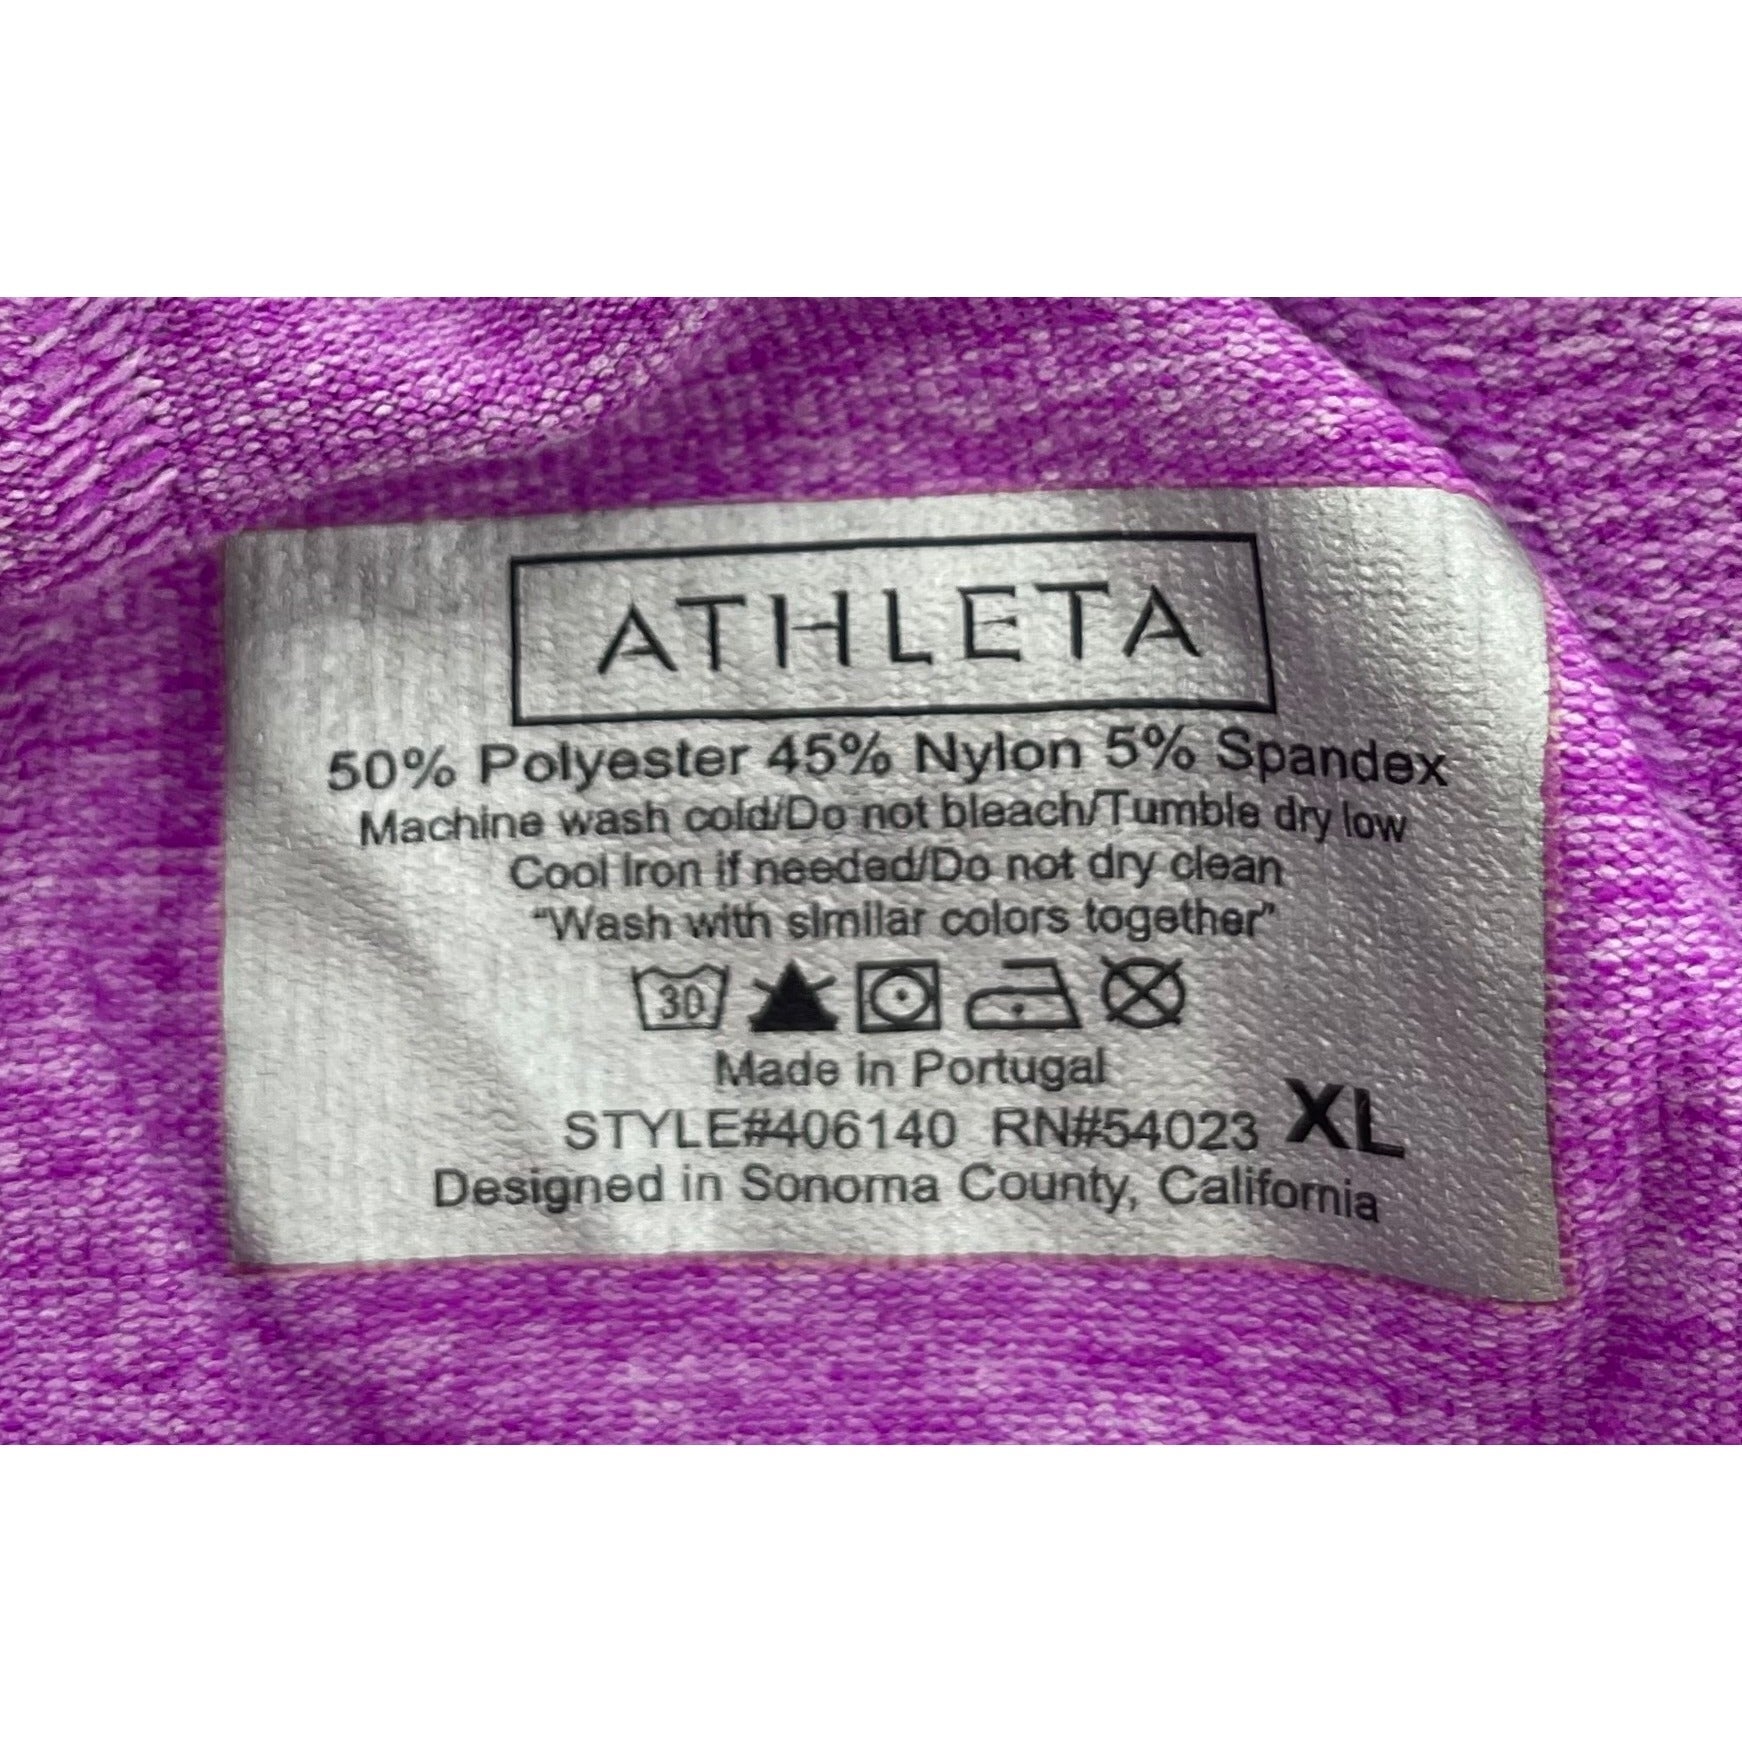 ATHLETA
50% Polyester 45% Nylon 5% Spandex
Machine wash cold/Do not bleach/Tumble dry low
Cool Iron if needed/Do not dry clean
"Wash with similar colors together"
30
Made in Portugal
STYLE#406140 RN#54023 XL
Designed in Sonoma County, California